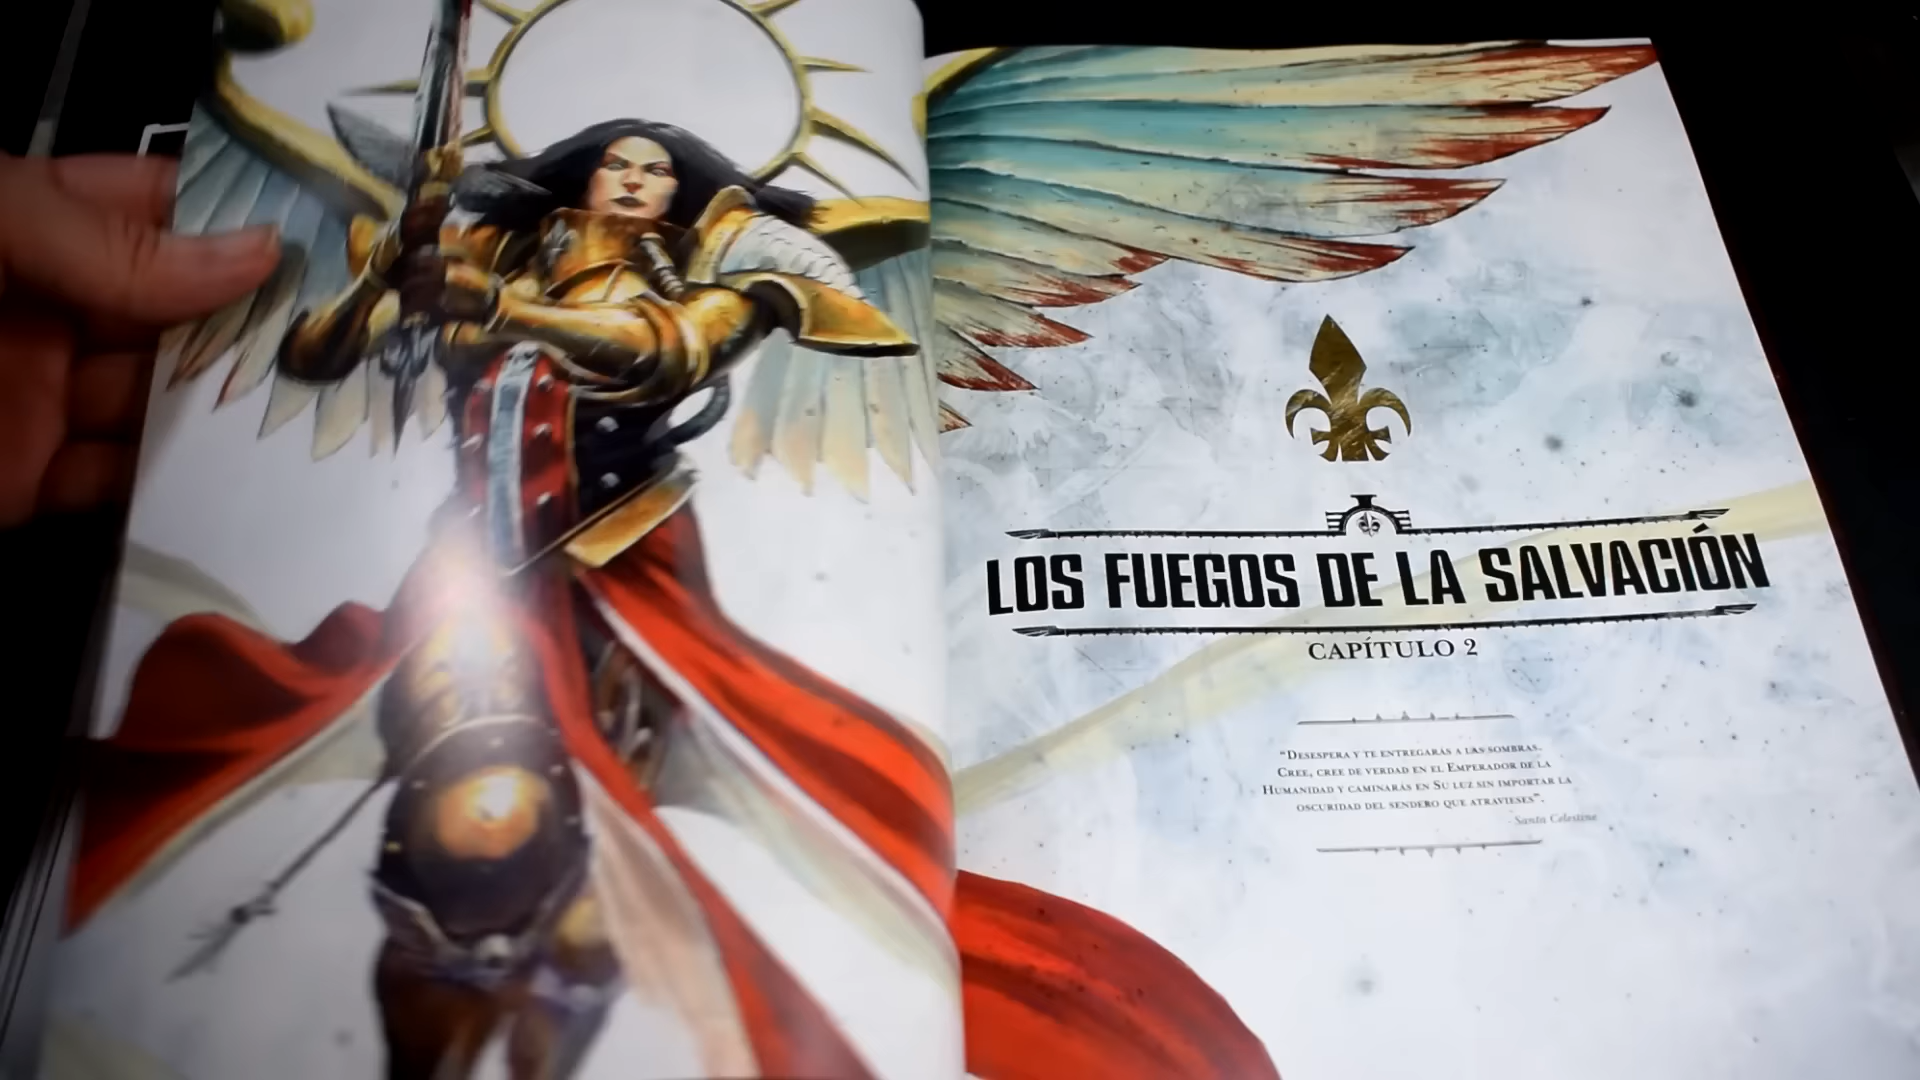 LOS FUEGOS DE LA SALVACIÓN
CAPÍTULO 2
“DESESPERA Y TE ENTREGARÁS A LAS SOMBRAS.
CREE, CREE DE VERDAD EN EL EMPERADOR DE LA
HUMANIDAD Y CAMINARÁS EN SU LUZ SIN IMPORTAR LA
OSCURIDAD DEL SENDERO QUE ATRAVIESES”.
- Santa Celestine